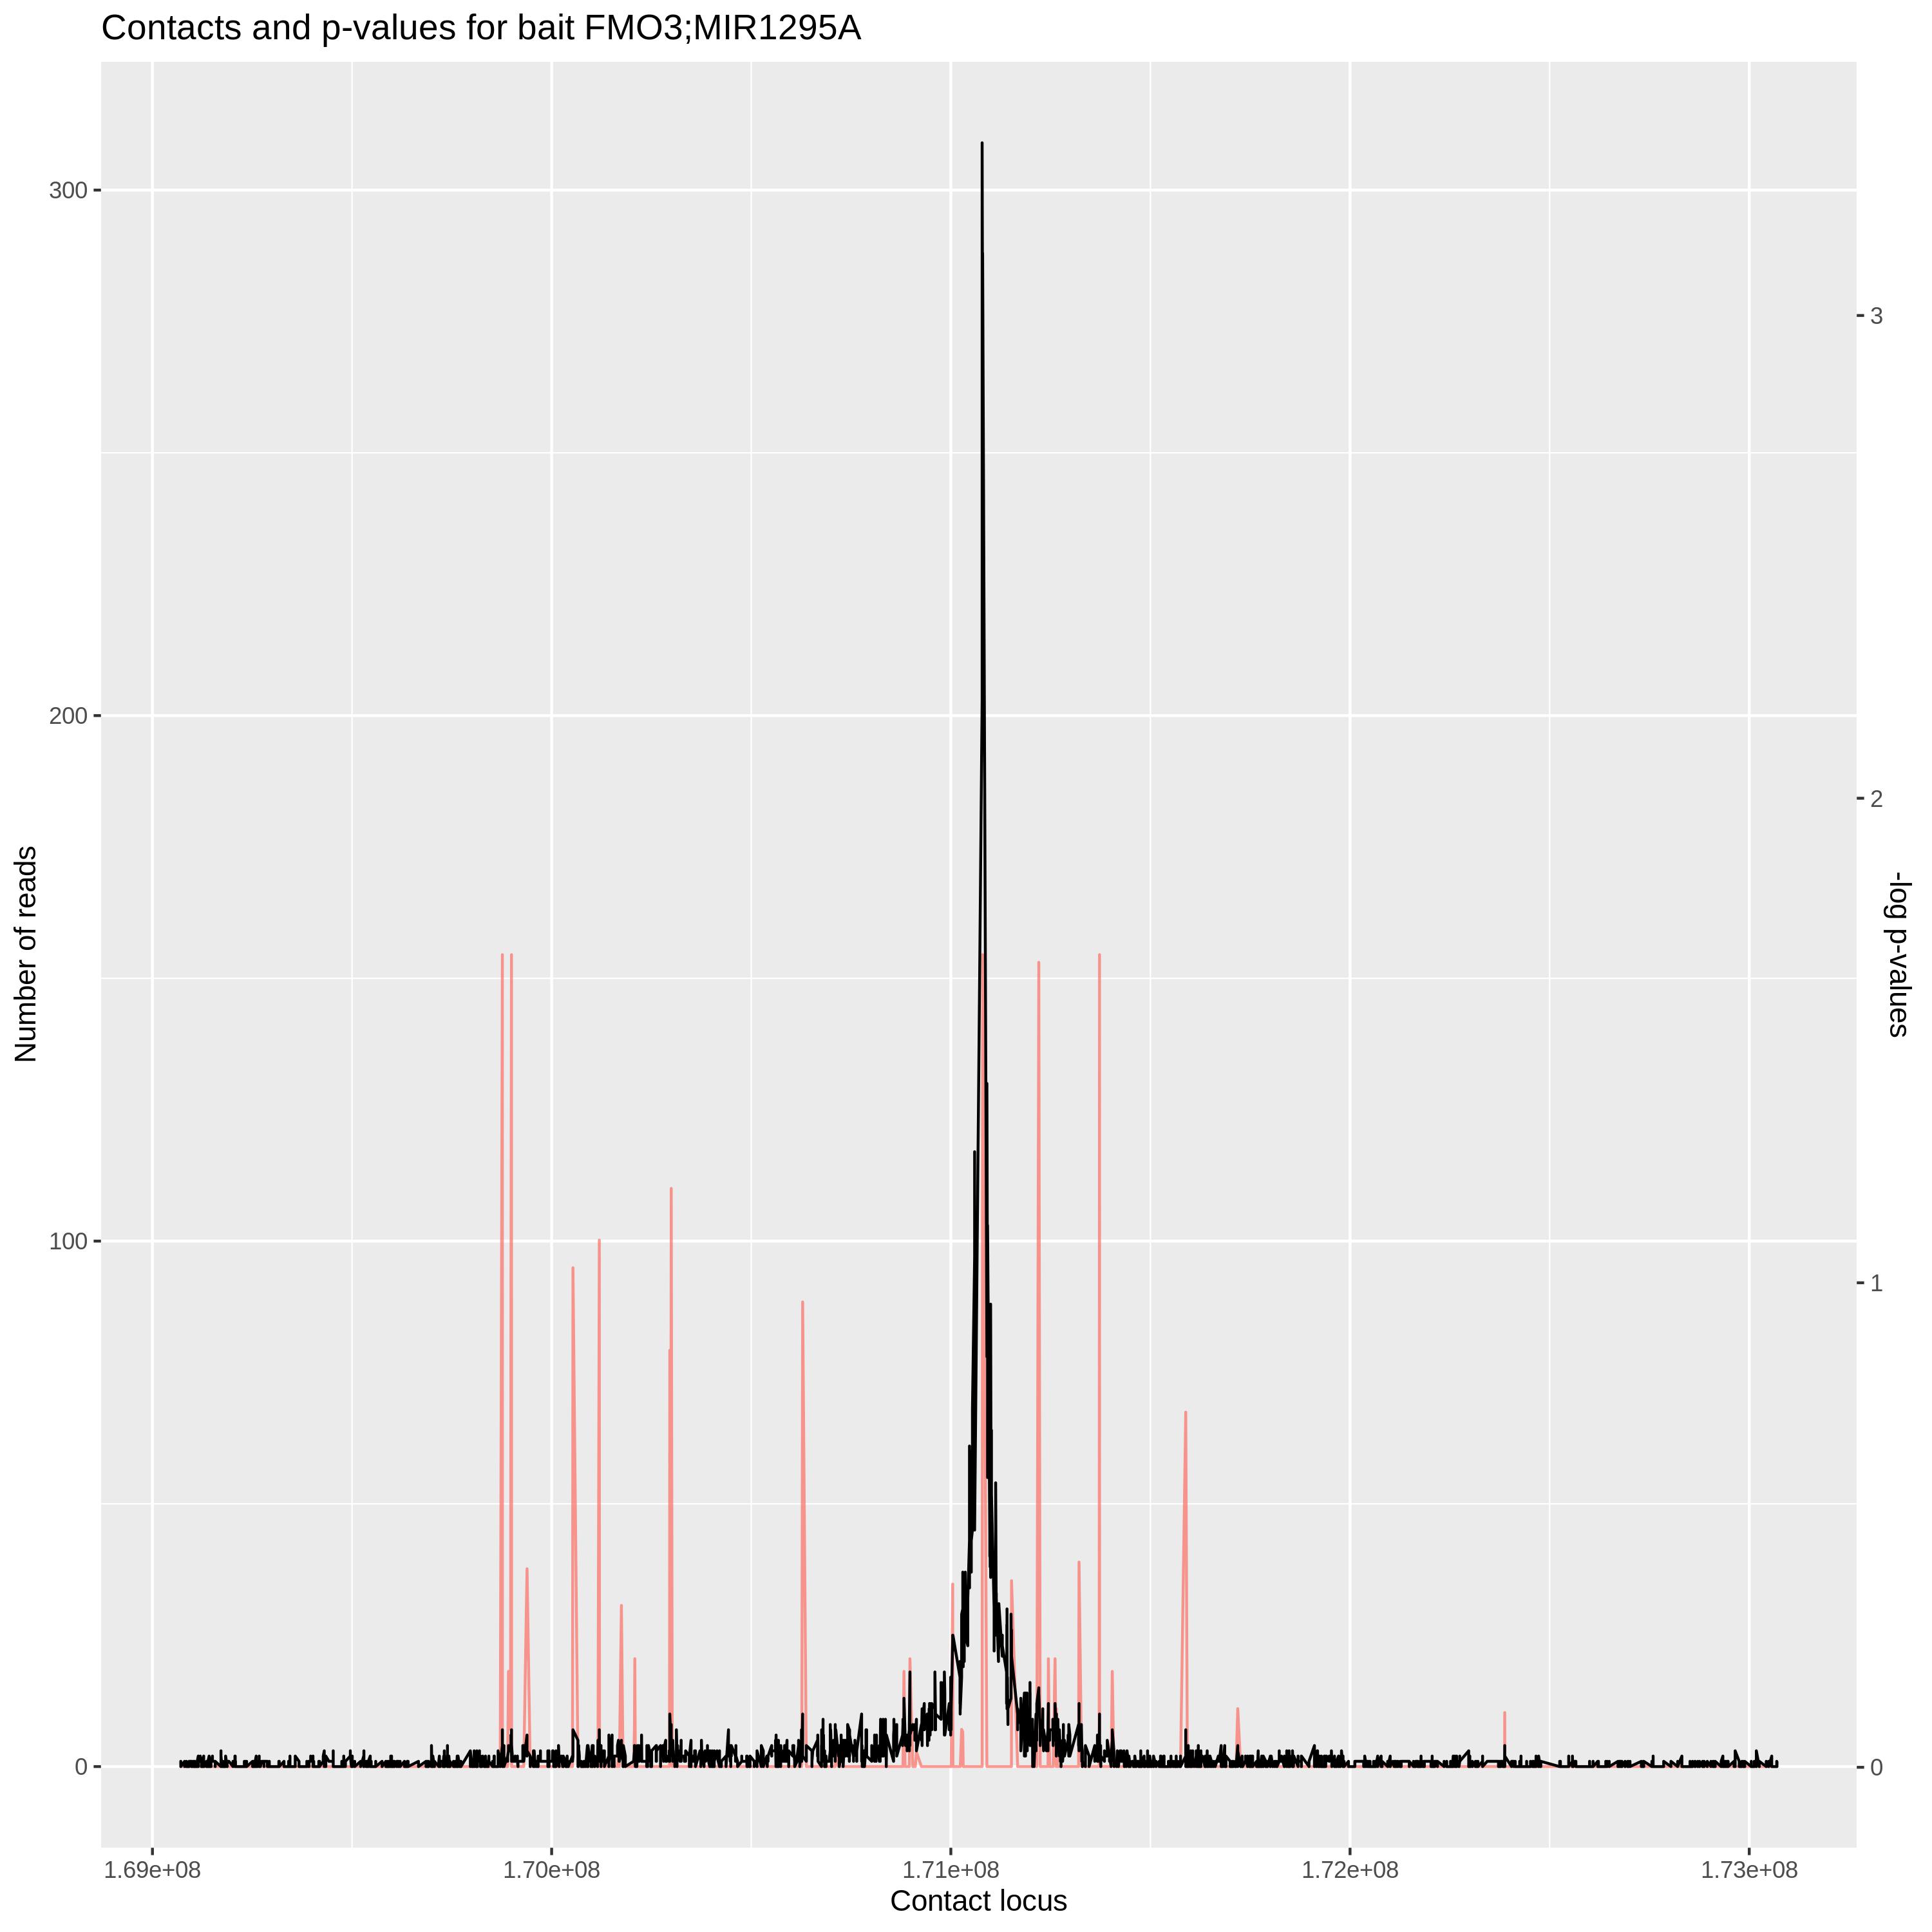 Contacts and p-values for bait FMO3;MIR1295A
300
200
100
0
Number of reads
3
2
1
0
-log p-values
1.69e+08
1.70e+08
1.71e+08
1.72e+08
1.73e+08
Contact locus